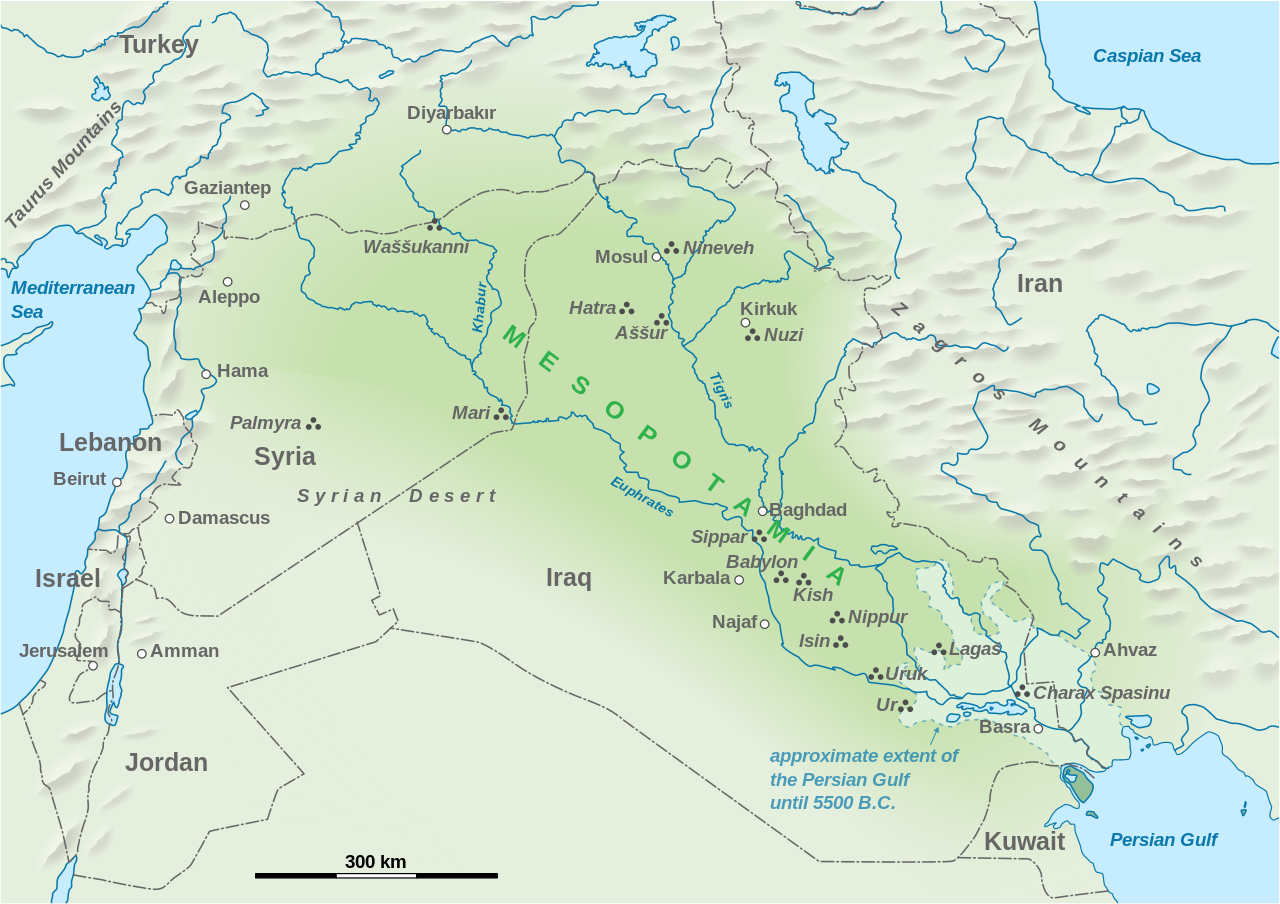 Turkey
Caspian Sea
Taurus Mountains
Diyarbakır
Gaziantep
Waššukanni
Nineveh
Mosul
Mediterranean
Sea
Aleppo
Khabur
Hatra
Aššur
Kirkuk
Nuzi
Iran
Zagros Mountains
MESOPOTAMIA
Hama
Tigris
Palmyra
Mari
Lebanon
Syria
Beirut
Syrian Desert
Euphrates
Damascus
Baghdad
Sippar
Babylon
Israel
Iraq
Karbala
Kish
Najaf
Nippur
Isin
Lagaš
Jerusalem
Amman
Ahvaz
Uruk
Charax Spasinu
Ur
Basra
Jordan
approximate extent of
the Persian Gulf
until 5500 B.C.
Kuwait
Persian Gulf
300 km